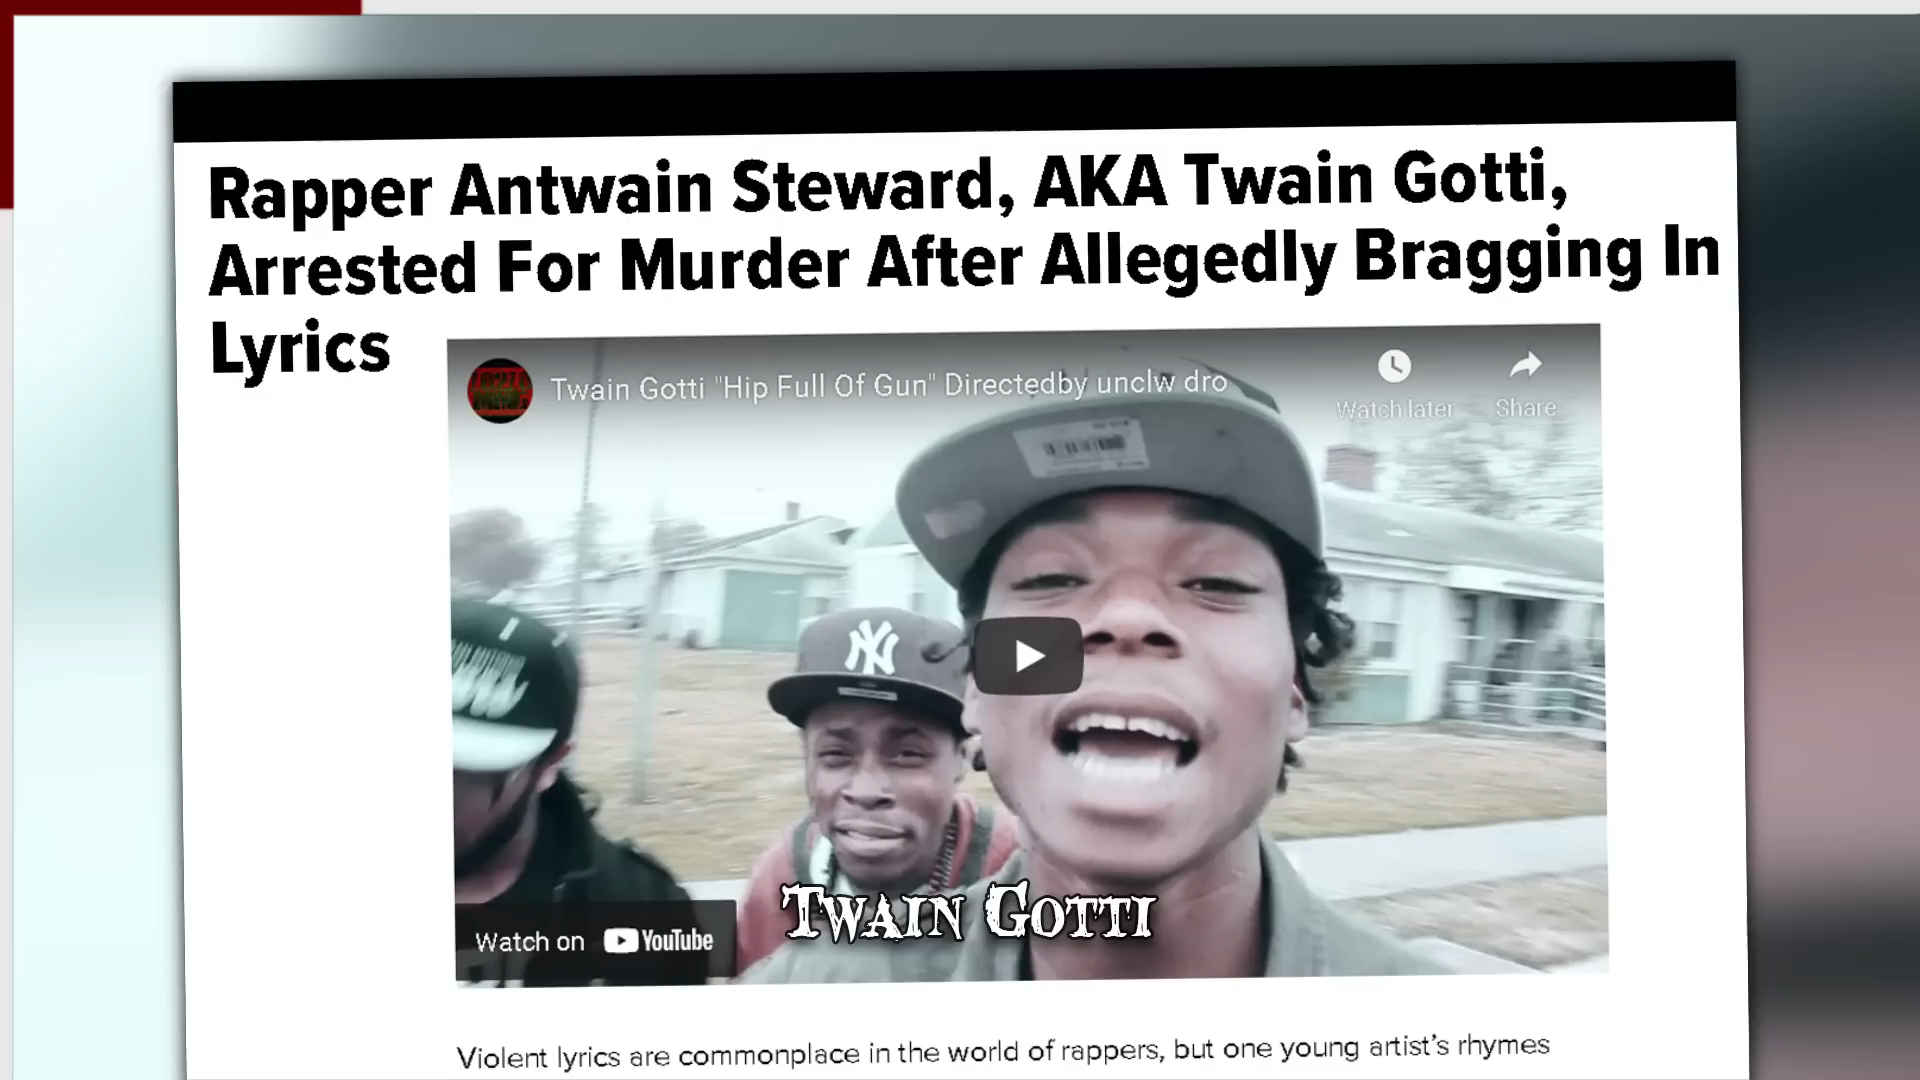 Rapper Antwain Steward, AKA Twain Gotti,
Arrested For Murder After Allegedly Bragging In
Lyrics
Twain Gotti "Hip Full Of Gun" Directedby unclw dro
Watch later
Share
NY
TWAIN GOTTI
Watch on YouTube
Violent lyrics are commonplace in the world of rappers, but one young artist's rhymes